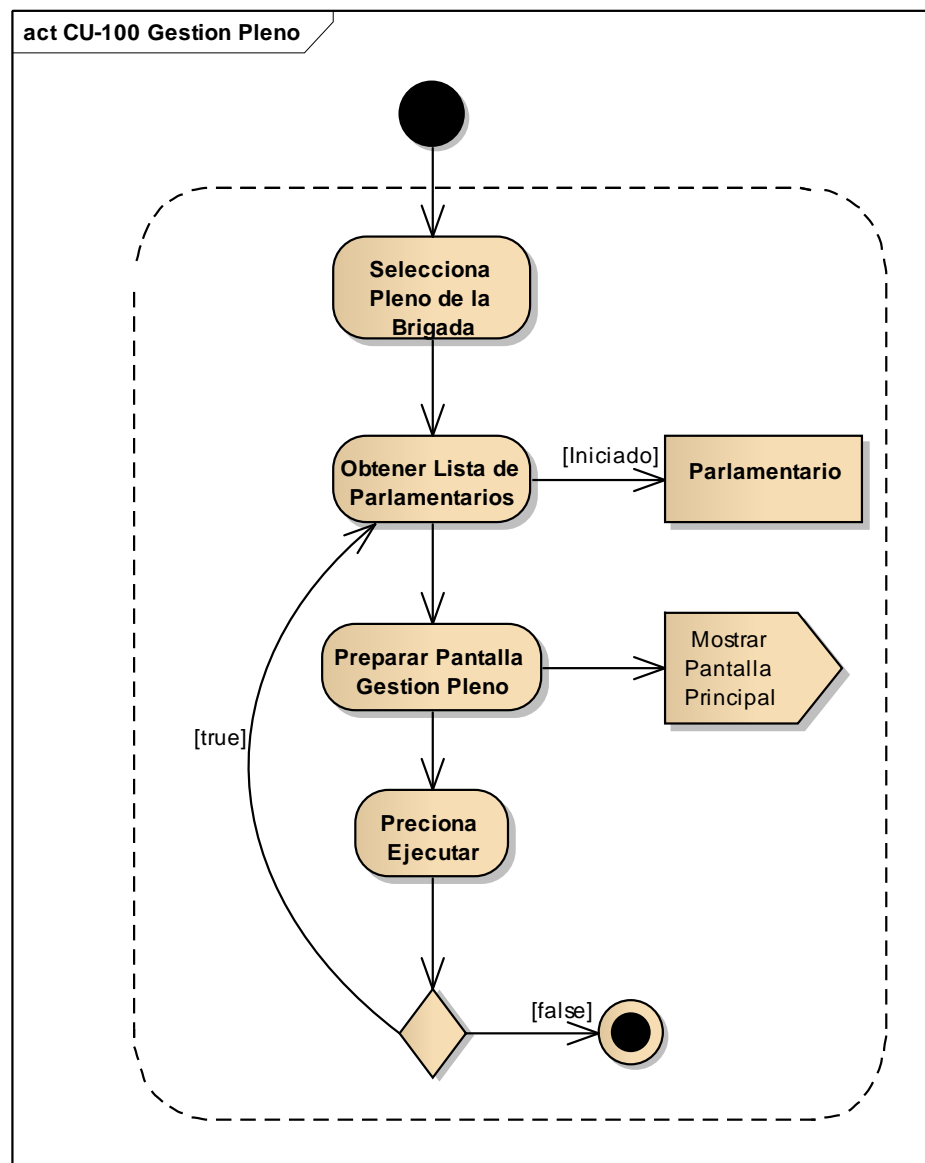 act CU-100 Gestion Pleno
Selecciona
Pleno de la
Brigada
Obtener Lista de
Parlamentarios
[Iniciado]
Parlamentario
Preparar Pantalla
Gestion Pleno
Mostrar
Pantalla
Principal
[true]
Preciona
Ejecutar
[false]